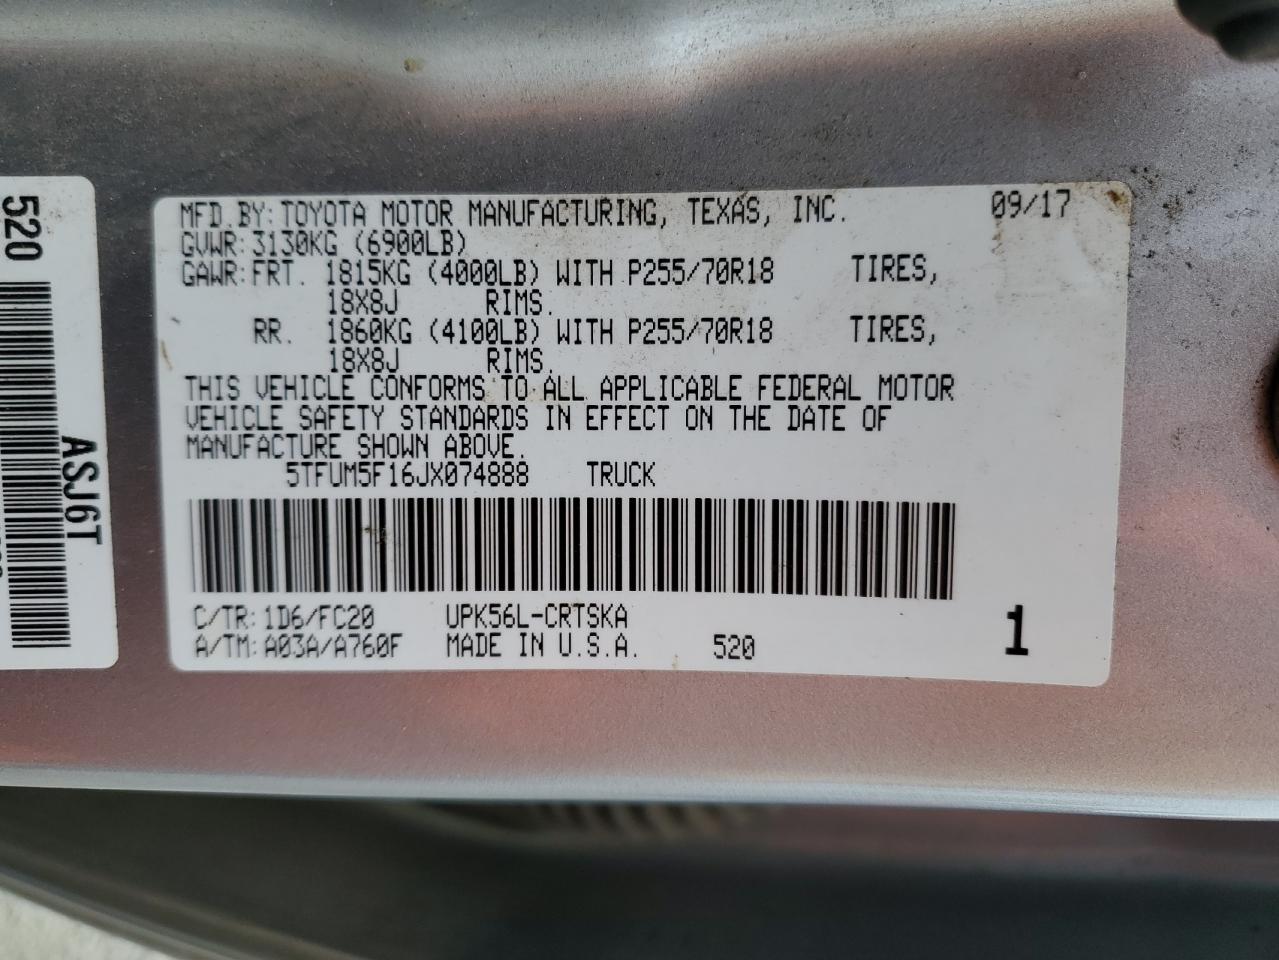 MFD. BY: TOYOTA MOTOR MANUFACTURING, TEXAS, INC. 09/17
GVWR: 3130KG (6900LB)
GAWR: FRT. 1815KG (4000LB) WITH P255/70R18 TIRES,
18X8J RIMS.
RR. 1860KG (4100LB) WITH P255/70R18 TIRES,
18X8J RIMS.
THIS VEHICLE CONFORMS TO ALL APPLICABLE FEDERAL MOTOR
VEHICLE SAFETY STANDARDS IN EFFECT ON THE DATE OF
MANUFACTURE SHOWN ABOVE.
5TFUM5F16JX074888 TRUCK
C/TR: 1D6/FC20 UPK56L-CRTSKA
A/TM: A03A/A760F MADE IN U.S.A. 520
1
520
ASJ6T